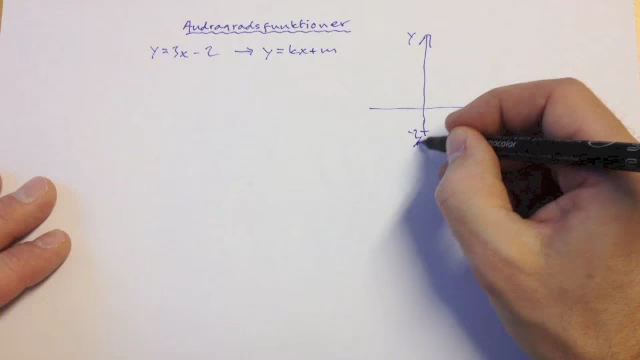 Andragradsfunktioner
y=3x-2 → y=kx+m
y
-2